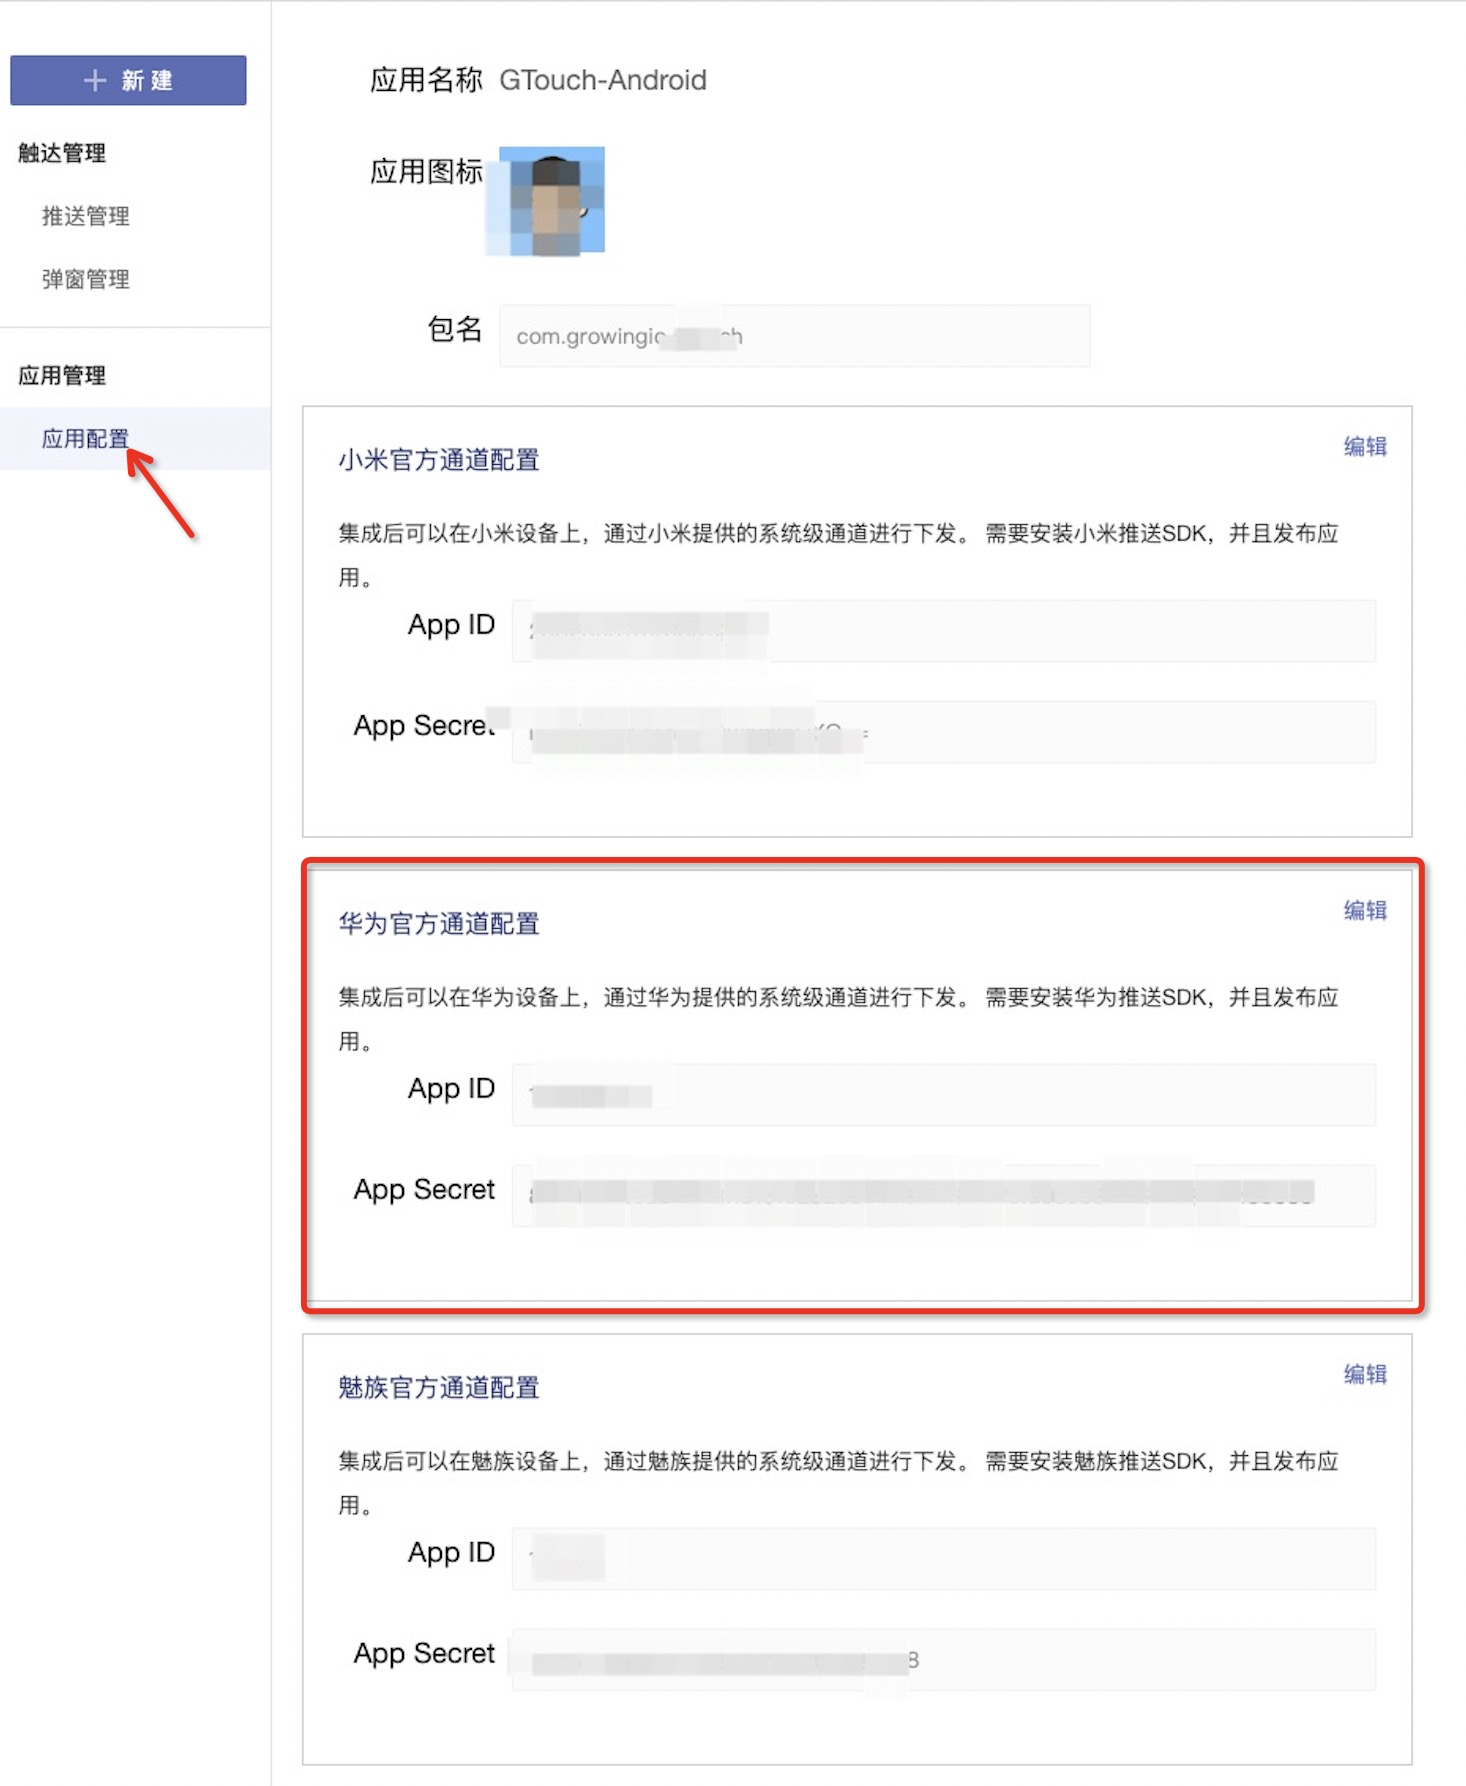 新建
触达管理
推送管理
弹窗管理
应用管理
应用配置
应用名称 GTouch-Android
应用图标
包名
小米官方通道配置
编辑
集成后可以在小米设备上，通过小米提供的系统级通道进行下发。 需要安装小米推送SDK，并且发布应
用。
App ID
App Secret
华为官方通道配置
编辑
集成后可以在华为设备上，通过华为提供的系统级通道进行下发。 需要安装华为推送SDK，并且发布应
用。
App ID
App Secret
魅族官方通道配置
编辑
集成后可以在魅族设备上，通过魅族提供的系统级通道进行下发。 需要安装魅族推送SDK，并且发布应
用。
App ID
App Secret